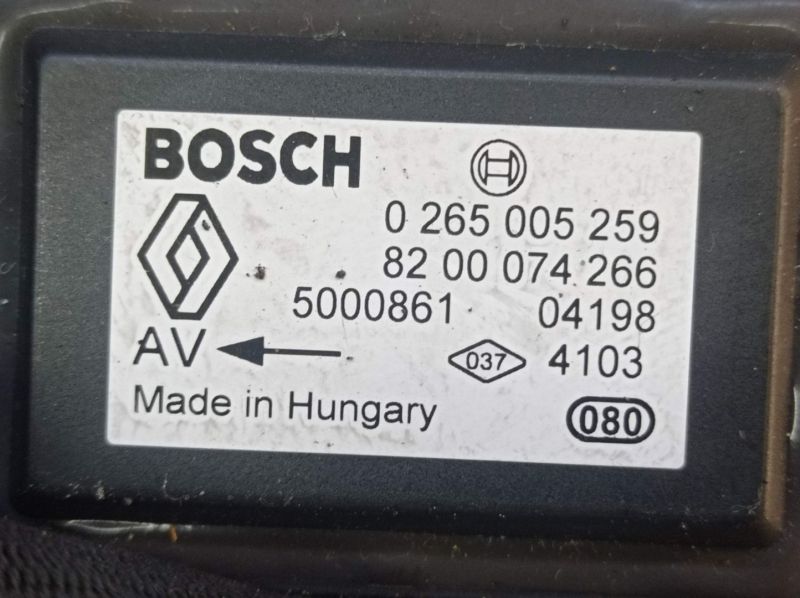 BOSCH
0 265 005 259
82 00 074 266
5000861 04198
AV 037 4103
Made in Hungary 080